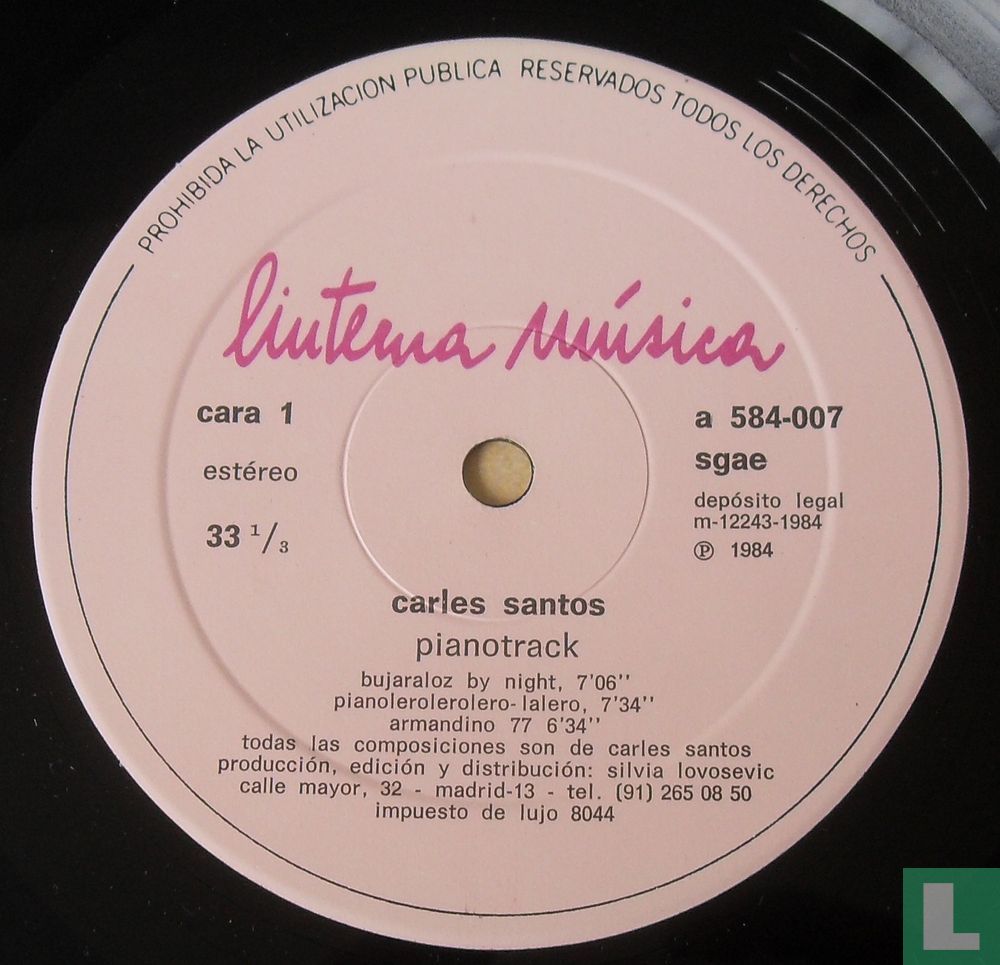 PROHIBIDA LA UTILIZACION PUBLICA RESERVADOS TODOS LOS DERECHOS
linterna música
cara 1
estéreo
33 1/3
a 584-007
sgae
depósito legal
m-12243-1984
℗ 1984
carles santos
pianotrack
bujaraloz by night, 7'06''
pianolerolerolero-lalero, 7'34''
armandino 77 6'34''
todas las composiciones son de carles santos
producción, edición y distribución: silvia lovosevic
calle mayor, 32 - madrid-13 - tel. (91) 265 08 50
impuesto de lujo 8044
L